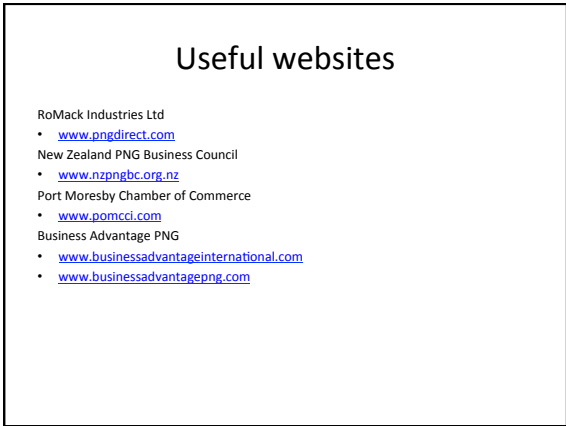 Useful websites
RoMack Industries Ltd
• www.pngdirect.com
New Zealand PNG Business Council
• www.nzpngbc.org.nz
Port Moresby Chamber of Commerce
• www.pomcci.com
Business Advantage PNG
• www.businessadvantageinternational.com
• www.businessadvantagepng.com